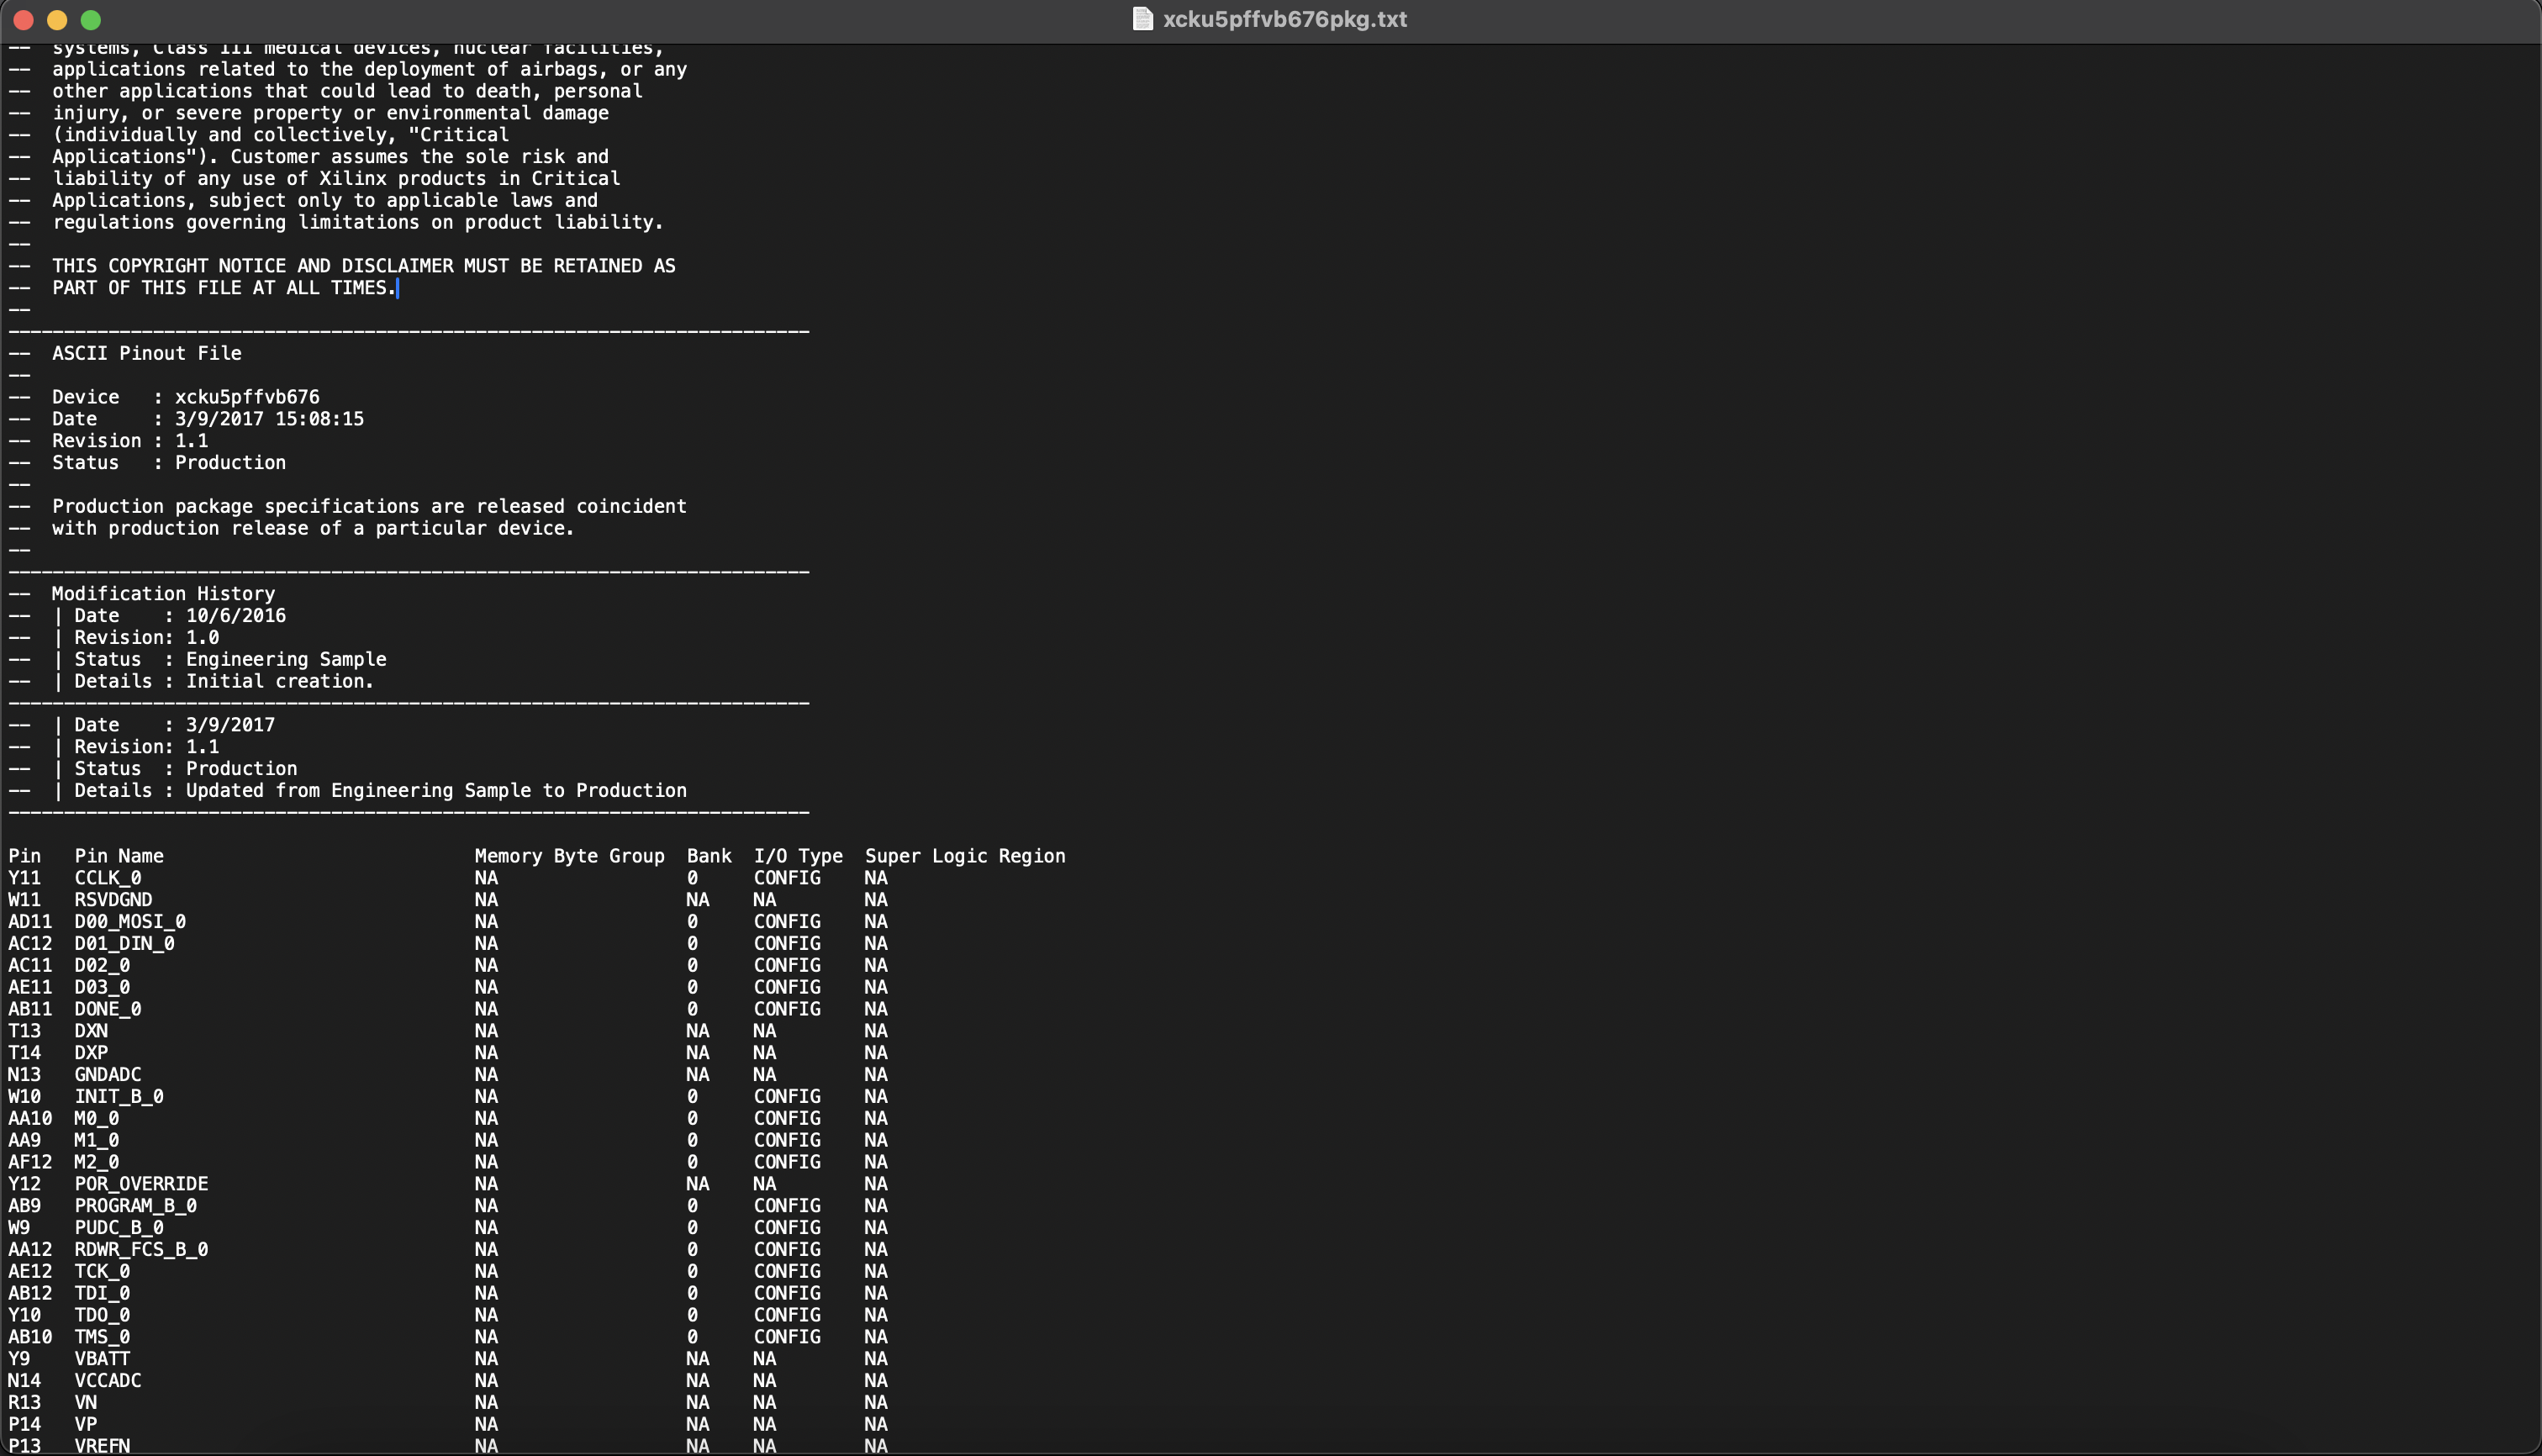 xcku5pffvb676pkg.txt
-- systems, Class III medical devices, nuclear facilities,
-- applications related to the deployment of airbags, or any
-- other applications that could lead to death, personal
-- injury, or severe property or environmental damage
-- (individually and collectively, "Critical
-- Applications"). Customer assumes the sole risk and
-- liability of any use of Xilinx products in Critical
-- Applications, subject only to applicable laws and
-- regulations governing limitations on product liability.
--
-- THIS COPYRIGHT NOTICE AND DISCLAIMER MUST BE RETAINED AS
-- PART OF THIS FILE AT ALL TIMES.
--
------------------------------------------------------------------------
-- ASCII Pinout File
--
-- Device   : xcku5pffvb676
-- Date     : 3/9/2017 15:08:15
-- Revision : 1.1
-- Status   : Production
--
-- Production package specifications are released coincident
-- with production release of a particular device.
--
------------------------------------------------------------------------
-- Modification History
-- | Date    : 10/6/2016
-- | Revision: 1.0
-- | Status  : Engineering Sample
-- | Details : Initial creation.
------------------------------------------------------------------------
-- | Date    : 3/9/2017
-- | Revision: 1.1
-- | Status  : Production
-- | Details : Updated from Engineering Sample to Production
------------------------------------------------------------------------
Pin Pin Name Memory Byte Group Bank I/O Type Super Logic Region
Y11 CCLK_0 NA 0 CONFIG NA
W11 RSVDGND NA NA NA NA
AD11 D00_MOSI_0 NA 0 CONFIG NA
AC12 D01_DIN_0 NA 0 CONFIG NA
AC11 D02_0 NA 0 CONFIG NA
AE11 D03_0 NA 0 CONFIG NA
AB11 DONE_0 NA 0 CONFIG NA
T13 DXN NA NA NA NA
T14 DXP NA NA NA NA
N13 GNDADC NA NA NA NA
W10 INIT_B_0 NA 0 CONFIG NA
AA10 M0_0 NA 0 CONFIG NA
AA9 M1_0 NA 0 CONFIG NA
AF12 M2_0 NA 0 CONFIG NA
Y12 POR_OVERRIDE NA NA NA NA
AB9 PROGRAM_B_0 NA 0 CONFIG NA
W9 PUDC_B_0 NA 0 CONFIG NA
AA12 RDWR_FCS_B_0 NA 0 CONFIG NA
AE12 TCK_0 NA 0 CONFIG NA
AB12 TDI_0 NA 0 CONFIG NA
Y10 TDO_0 NA 0 CONFIG NA
AB10 TMS_0 NA 0 CONFIG NA
Y9 VBATT NA NA NA NA
N14 VCCADC NA NA NA NA
R13 VN NA NA NA NA
P14 VP NA NA NA NA
P13 VREFN NA NA NA NA